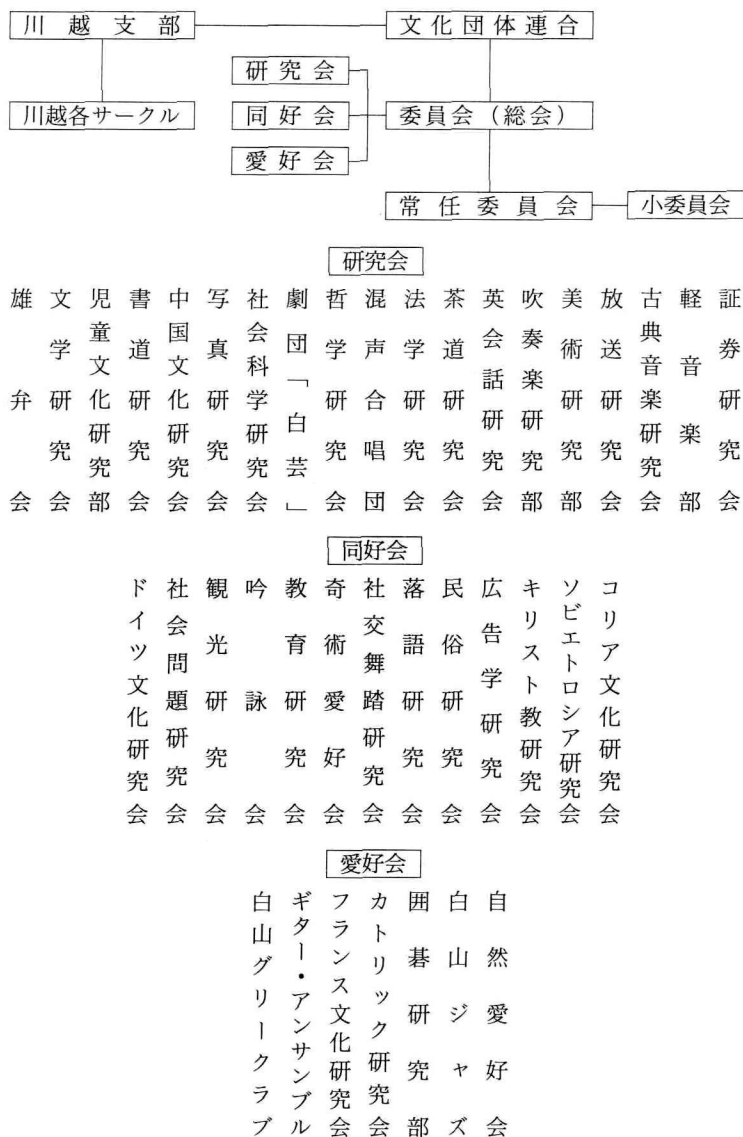 川越支部
文化団体連合
研究会
川越各サークル
同好会
委員会（総会）
愛好会
常任委員会
小委員会
研究会
証券研究会
軽音楽部
古典音楽研究会
放送研究部
美術研究部
吹奏楽研究部
英会話研究会
茶道研究会
法学研究会
混声合唱団
哲学研究会
劇団「白芸」
社会科学研究会
写真研究会
中国文化研究会
書道研究会
児童文化研究部
文学研究会
雄弁会
同好会
コリア文化研究会
ソビエトロシア研究会
キリスト教研究会
広告学研究会
民俗研究会
落語研究会
社交舞踏研究会
奇術愛好会
教育研究会
吟詠会
観光研究会
社会問題研究会
ドイツ文化研究会
愛好会
自然愛好会
白山ジャズ
囲碁研究部
カトリック研究会
フランス文化研究会
ギター・アンサンブル
白山グリークラブ